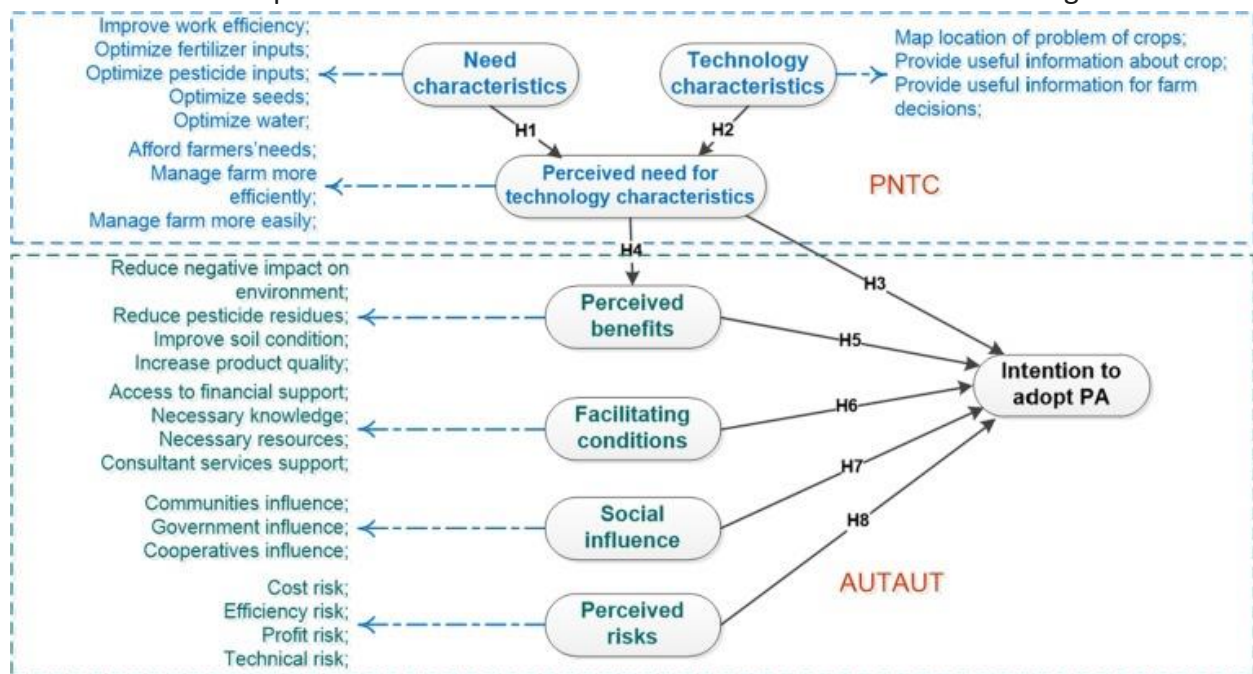 Improve work efficiency;
Optimize fertilizer inputs;
Optimize pesticide inputs;
Optimize seeds;
Optimize water;
Need
characteristics
Technology
characteristics
Map location of problem of crops;
Provide useful information about crop;
Provide useful information for farm
decisions;
H1
H2
Afford farmers'needs;
Manage farm more
efficiently;
Manage farm more easily;
Perceived need for
technology characteristics
PNTC
H4
H3
Reduce negative impact on
environment;
Reduce pesticide residues;
Improve soil condition;
Increase product quality;
Perceived
benefits
H5
Intention to
adopt PA
Access to financial support;
Necessary knowledge;
Necessary resources;
Consultant services support;
Facilitating
conditions
H6
H7
Communities influence;
Government influence;
Cooperatives influence;
Social
influence
H8
AUTAUT
Cost risk;
Efficiency risk;
Profit risk;
Technical risk;
Perceived
risks